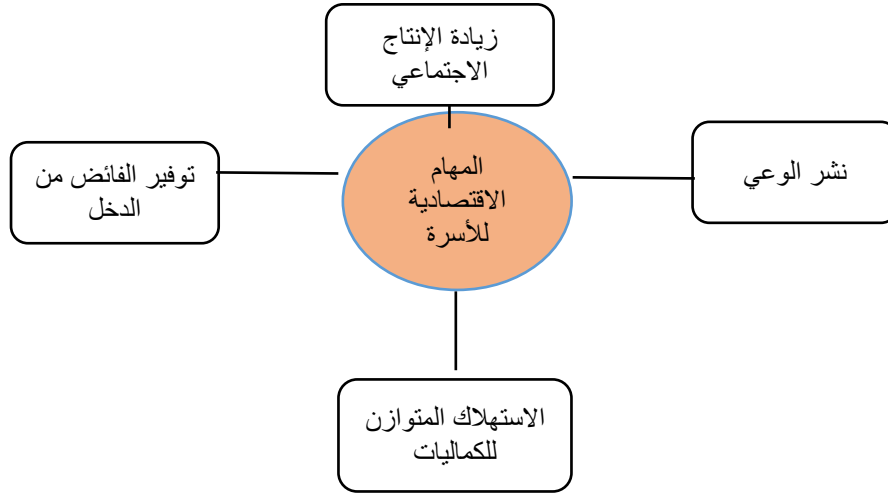 زيادة الإنتاج
الاجتماعي
نشر الوعي
المهام
الاقتصادية
للأسرة
توفير الفائض من
الدخل
الاستهلاك المتوازن
للكماليات